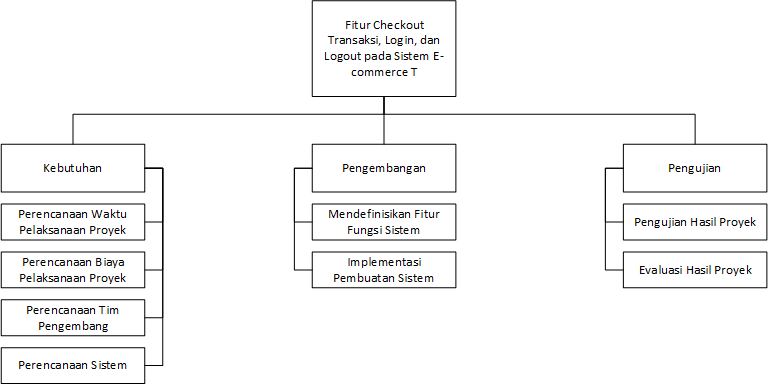 Fitur Checkout
Transaksi, Login, dan
Logout pada Sistem E-
commerce T
Kebutuhan
Perencanaan Waktu
Pelaksanaan Proyek
Perencanaan Biaya
Pelaksanaan Proyek
Perencanaan Tim
Pengembang
Perencanaan Sistem
Pengembangan
Mendefinisikan Fitur
Fungsi Sistem
Implementasi
Pembuatan Sistem
Pengujian
Pengujian Hasil Proyek
Evaluasi Hasil Proyek